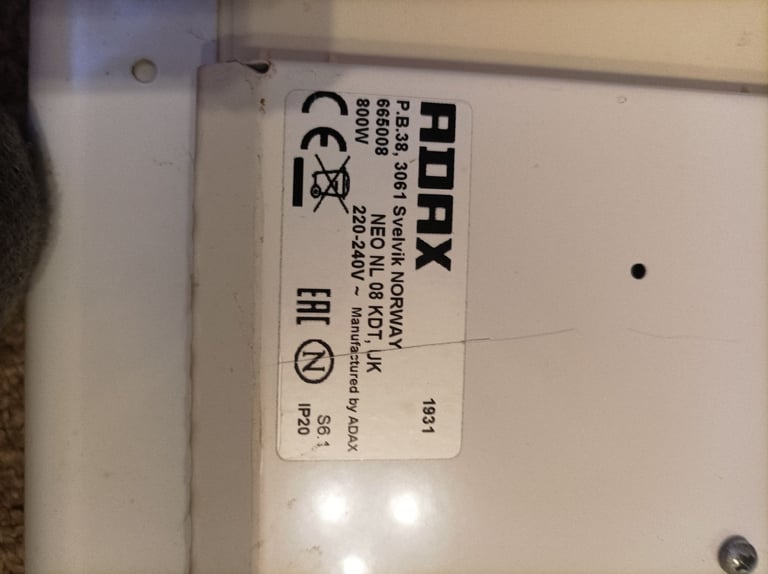 ADAX 1931
P.B.38, 3061 Svelvik NORWAY
665008 NEO NL 08 KDT, UK
800W 220-240V ~ Manufactured by ADAX
CE EAC N S6.1
IP20